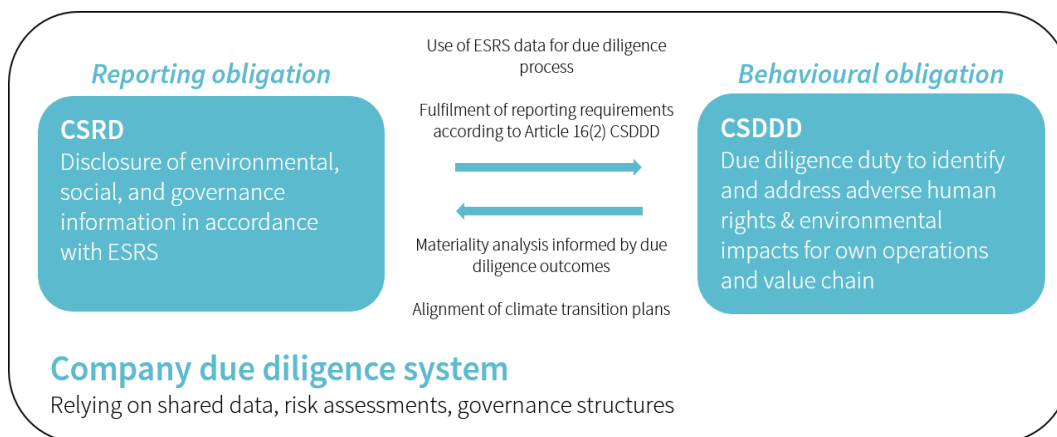 Reporting obligation
CSRD
Disclosure of environmental,
social, and governance
information in accordance
with ESRS
Use of ESRS data for due diligence
process
Fulfilment of reporting requirements
according to Article 16(2) CSDDD
Materiality analysis informed by due
diligence outcomes
Alignment of climate transition plans
Behavioural obligation
CSDDD
Due diligence duty to identify
and address adverse human
rights & environmental
impacts for own operations
and value chain
Company due diligence system
Relying on shared data, risk assessments, governance structures